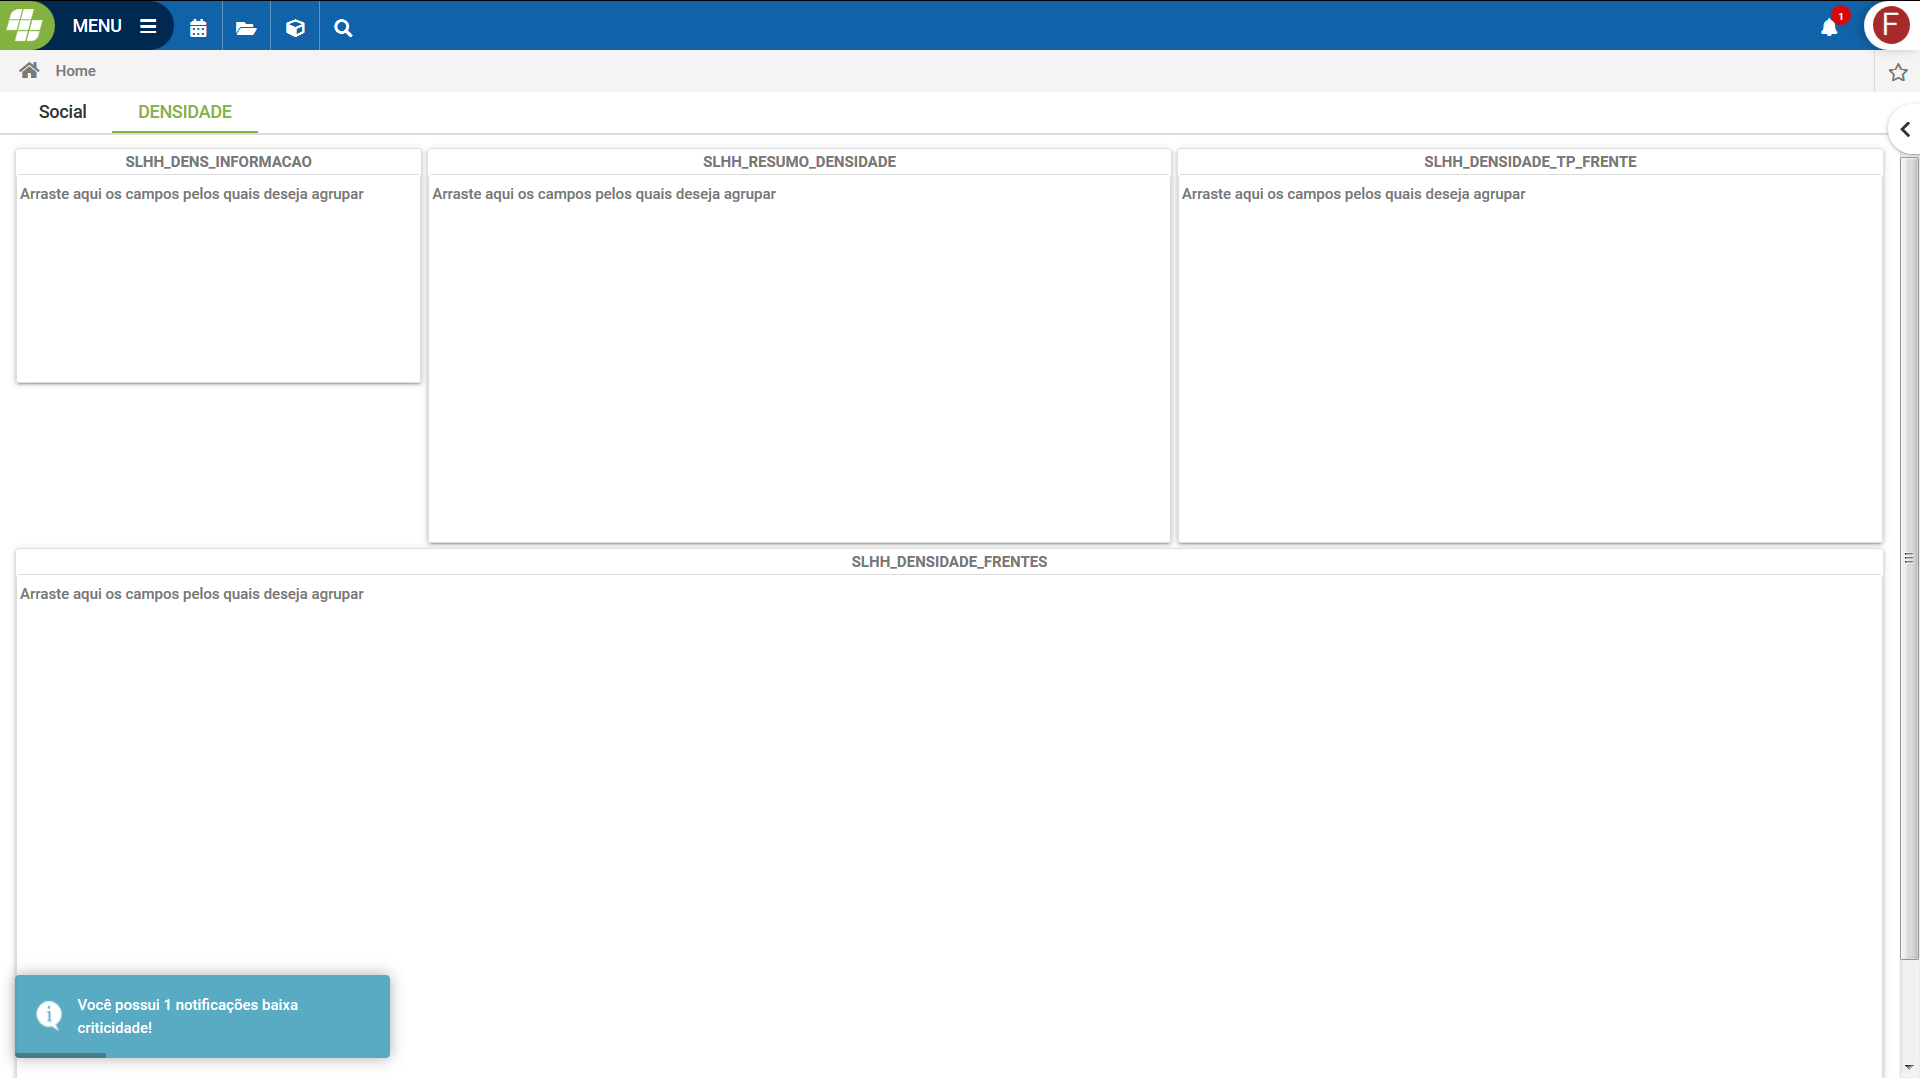 MENU
1
F
Home
Social
DENSIDADE
SLHH_DENS_INFORMACAO
Arraste aqui os campos pelos quais deseja agrupar
SLHH_RESUMO_DENSIDADE
Arraste aqui os campos pelos quais deseja agrupar
SLHH_DENSIDADE_TP_FRENTE
Arraste aqui os campos pelos quais deseja agrupar
SLHH_DENSIDADE_FRENTES
Arraste aqui os campos pelos quais deseja agrupar
Você possui 1 notificações baixa
criticidade!